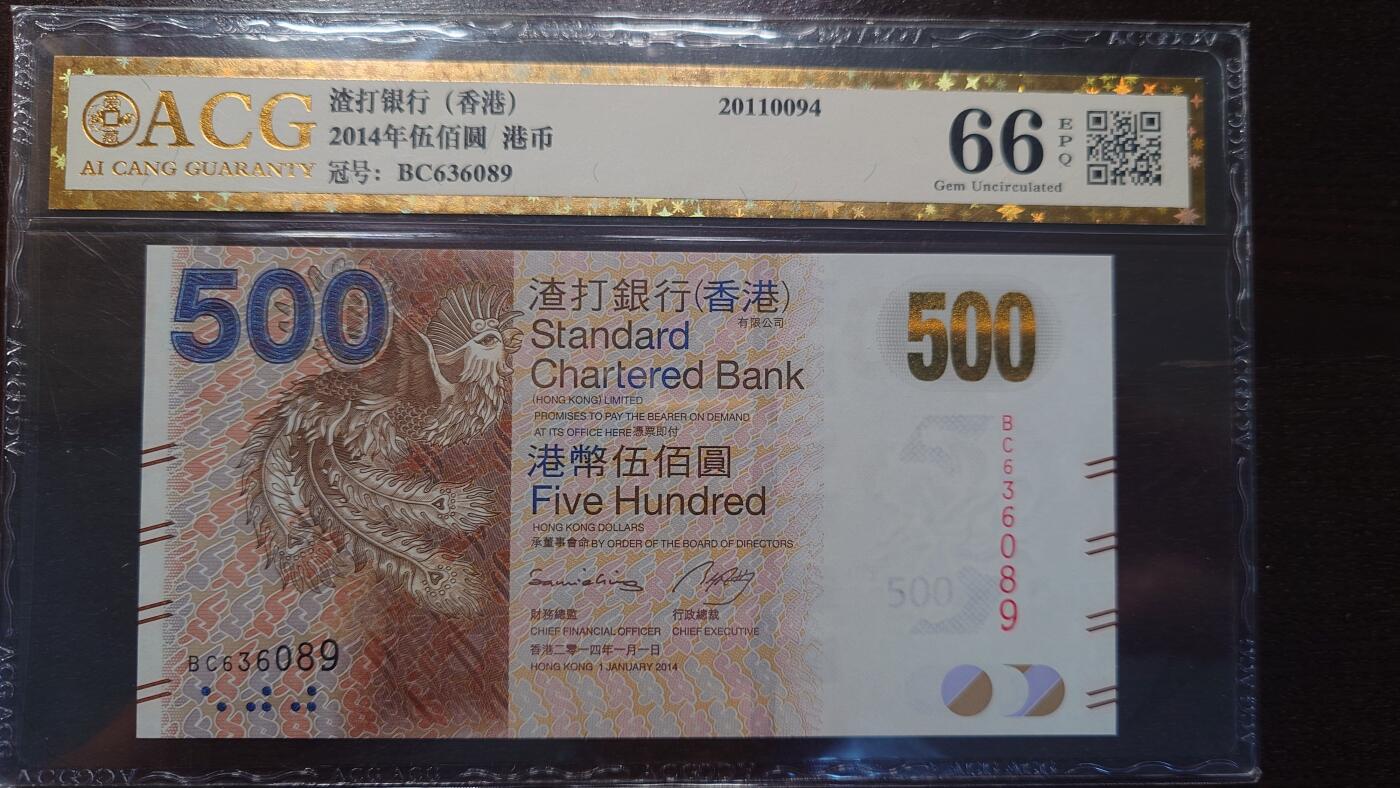 ACG
AI CANG GUARANTY
渣打银行（香港）
2014年伍佰圆 港币
冠号：BC636089
20110094
66
EPQ
Gem Uncirculated
500
渣打銀行(香港)
有限公司
Standard
Chartered Bank
(HONG KONG) LIMITED
PROMISES TO PAY THE BEARER ON DEMAND
AT ITS OFFICE HERE 憑票即付
港幣伍佰圓
Five Hundred
HONG KONG DOLLARS
承董事會命 BY ORDER OF THE BOARD OF DIRECTORS
財務總監 行政總裁
CHIEF FINANCIAL OFFICER CHIEF EXECUTIVE
香港二零一四年一月一日
HONG KONG 1 JANUARY 2014
BC636089
500
BC636089
500